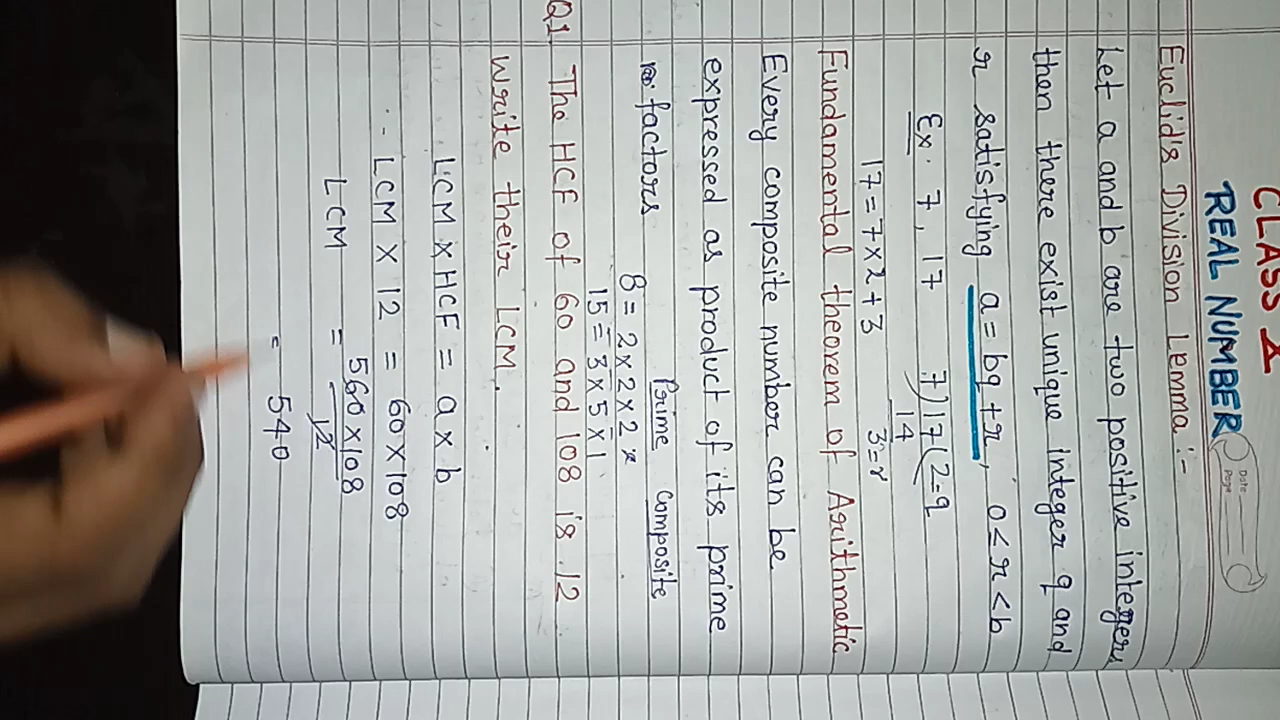 CLASS X
REAL NUMBER
Date
Page
Euclid's Division Lemma :-
Let a and b are two positive integers
then there exist unique integer q and
r satisfying a = bq + r, 0 ≤ r < b
Ex. 7, 17 7)17(2=q
14
17 = 7 x 2 + 3 3=r
Fundamental theorem of Arithmetic
Every composite number can be
expressed as product of its prime
factors Prime composite
8 = 2 x 2 x 2 x
15 = 3 x 5 x 1
Q1. The HCF of 60 and 108 is 12
Write their LCM.
LCM x HCF = a x b
LCM x 12 = 60 x 108
LCM = 5 60 x 108
12
= 540